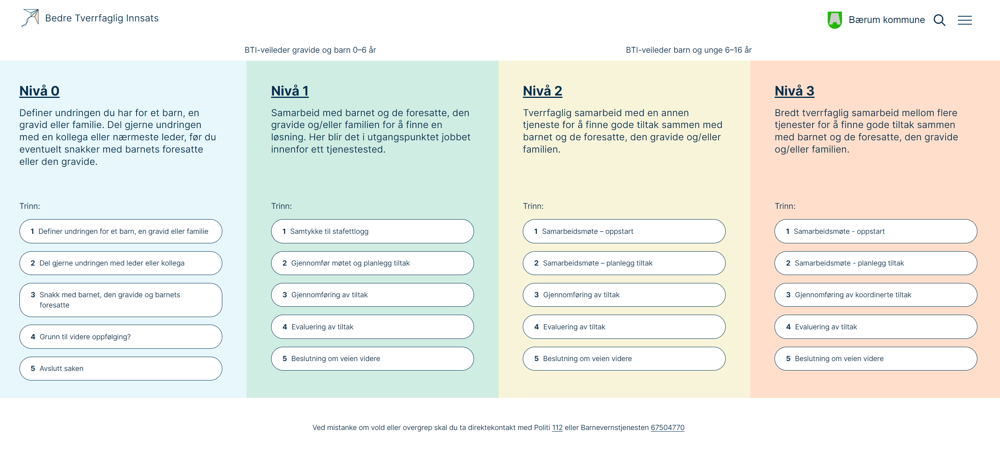 Bedre Tverrfaglig Innsats
Bærum kommune
BTI-veileder gravide og barn 0–6 år
BTI-veileder barn og unge 6–16 år
Nivå 0
Definer undringen du har for et barn, en
gravid eller familie. Del gjerne undringen
med en kollega eller nærmeste leder, før du
eventuelt snakker med barnets foresatte
eller den gravide.
Trinn:
1 Definer undringen for et barn, en gravid eller familie
2 Del gjerne undringen med leder eller kollega
3 Snakk med barnet, den gravide og barnets
foresatte
4 Grunn til videre oppfølging?
5 Avslutt saken
Nivå 1
Samarbeid med barnet og de foresatte, den
gravide og/eller familien for å finne en
løsning. Her blir det i utgangspunktet jobbet
innenfor ett tjenestested.
Trinn:
1 Samtykke til stafettlogg
2 Gjennomfør møtet og planlegg tiltak
3 Gjennomføring av tiltak
4 Evaluering av tiltak
5 Beslutning om veien videre
Nivå 2
Tverrfaglig samarbeid med en annen
tjeneste for å finne gode tiltak sammen med
barnet og de foresatte, den gravide og/eller
familien.
Trinn:
1 Samarbeidsmøte – oppstart
2 Samarbeidsmøte – planlegg tiltak
3 Gjennomføring av tiltak
4 Evaluering av tiltak
5 Beslutning om veien videre
Nivå 3
Bredt tverrfaglig samarbeid mellom flere
tjenester for å finne gode tiltak sammen
med barnet og de foresatte, den gravide
og/eller familien.
Trinn:
1 Samarbeidsmøte - oppstart
2 Samarbeidsmøte - planlegg tiltak
3 Gjennomføring av koordinerte tiltak
4 Evaluering av tiltak
5 Beslutning om veien videre
Ved mistanke om vold eller overgrep skal du ta direktekontakt med Politi 112 eller Barnevernstjenesten 67504770